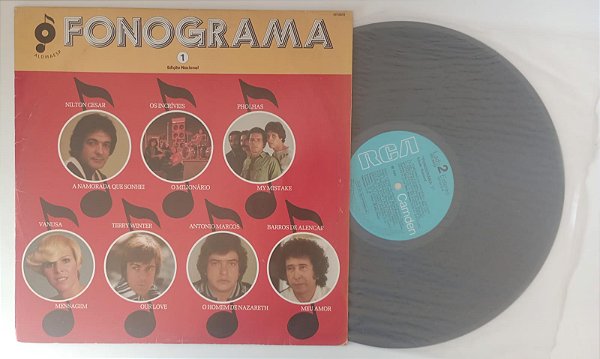 FONOGRAMA
1
Edição Nacional
NILTON CESAR
OS INCRÍVEIS
PHOLHAS
A NAMORADA QUE SONHEI
O MILIONÁRIO
MY MISTAKE
VANUSA
TERRY WINTER
ANTONIO MARCOS
BARROS DE ALENCAR
MENSAGEM
OUR LOVE
O HOMEM DE NAZARETH
MEU AMOR
RCA
2
Camden